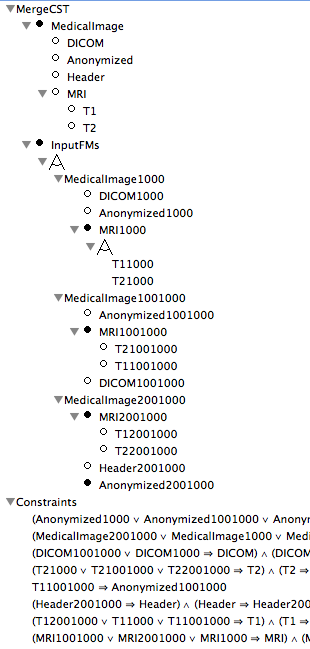 MergeCST
MedicalImage
DICOM
Anonymized
Header
MRI
T1
T2
InputFMs
MedicalImage1000
DICOM1000
Anonymized1000
MRI1000
T11000
T21000
MedicalImage1001000
Anonymized1001000
MRI1001000
T21001000
T11001000
DICOM1001000
MedicalImage2001000
MRI2001000
T12001000
T22001000
Header2001000
Anonymized2001000
Constraints
(Anonymized1000 ∨ Anonymized1001000 ∨ Anonym
(MedicalImage2001000 ∨ MedicalImage1000 ∨ Medi
(DICOM1001000 ∨ DICOM1000 ⇒ DICOM) ∧ (DICOM
(T21000 ∨ T21001000 ∨ T22001000 ⇒ T2) ∧ (T2 ⇒
T11001000 ⇒ Anonymized1001000
(Header2001000 ⇒ Header) ∧ (Header ⇒ Header200
(T12001000 ∨ T11000 ∨ T11001000 ⇒ T1) ∧ (T1 ⇒
(MRI1001000 ∨ MRI2001000 ∨ MRI1000 ⇒ MRI) ∧ (M